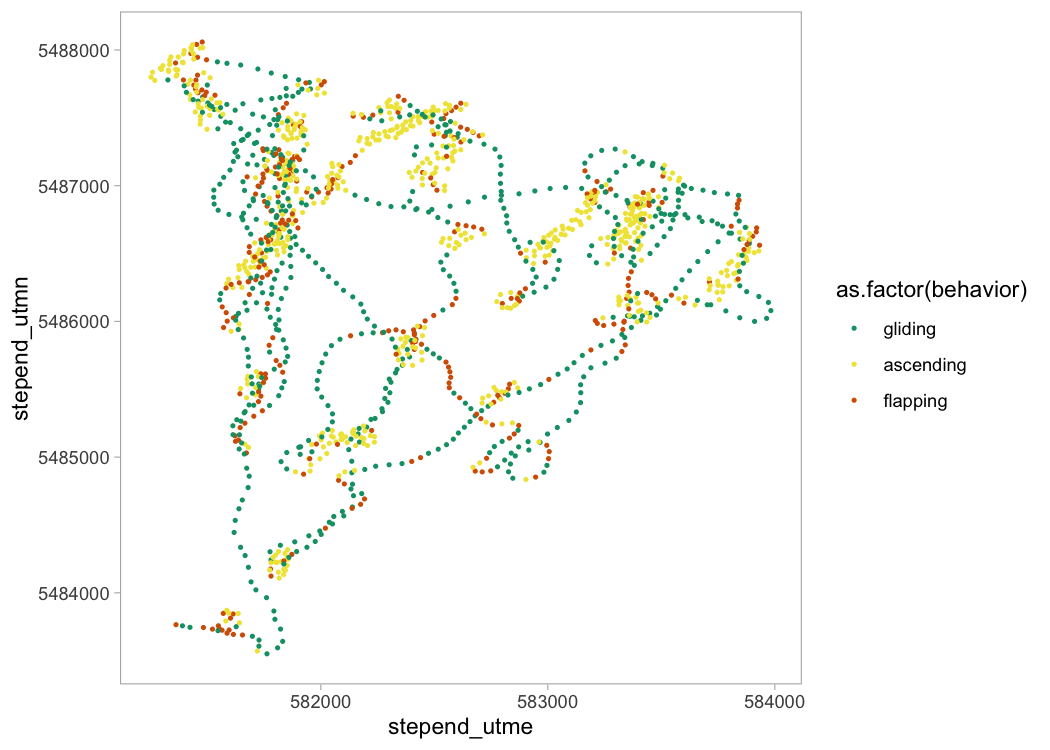 5488000
5487000
5486000
5485000
5484000
stepend_utmn
582000
583000
584000
stepend_utme
as.factor(behavior)
gliding
ascending
flapping